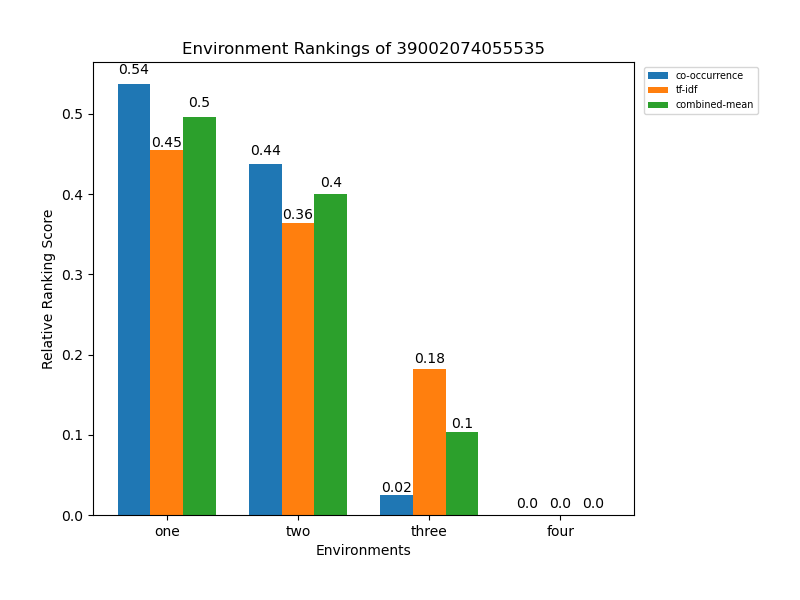 Environment Rankings of 39002074055535
co-occurrence
tf-idf
combined-mean
Relative Ranking Score
0.5
0.4
0.3
0.2
0.1
0.0
0.54
0.45
0.5
0.44
0.36
0.4
0.02
0.18
0.1
0.0
0.0
0.0
one
two
three
four
Environments